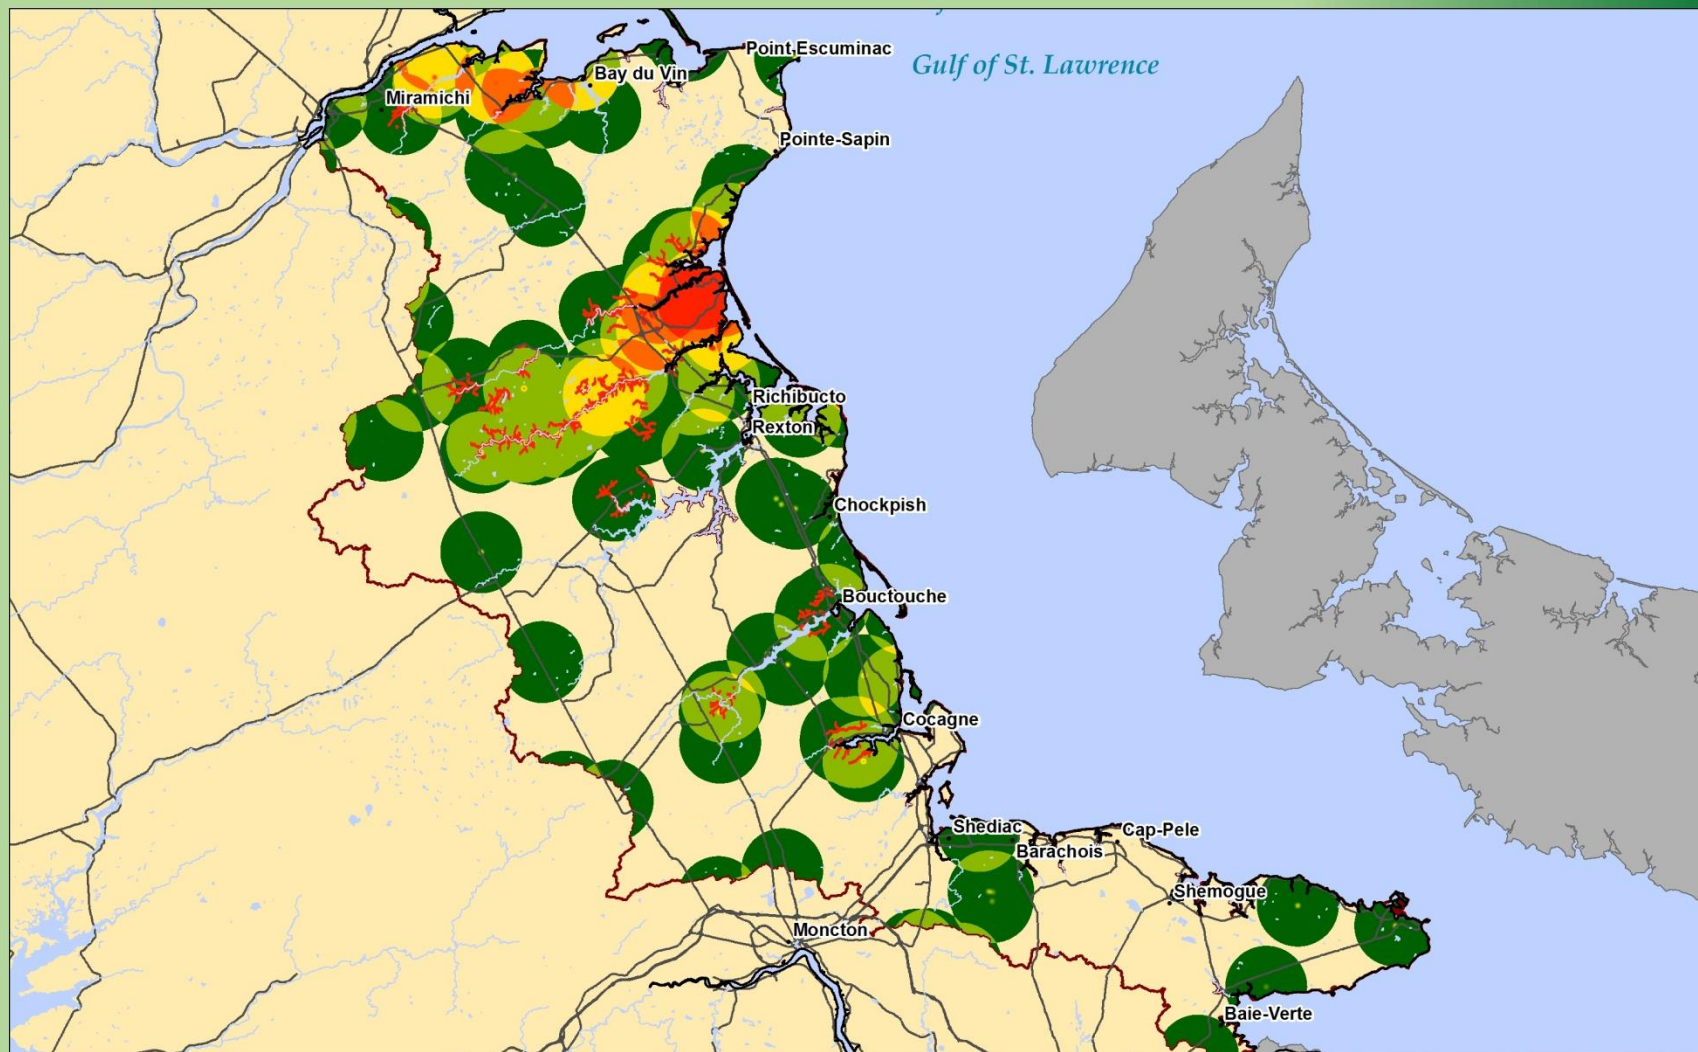 Point Escuminac
Gulf of St. Lawrence
Bay du Vin
Miramichi
Pointe-Sapin
Richibucto
Rexton
Chockpish
Bouctouche
Cocagne
Shediac
Cap-Pele
Barachois
Shemogue
Moncton
Baie-Verte